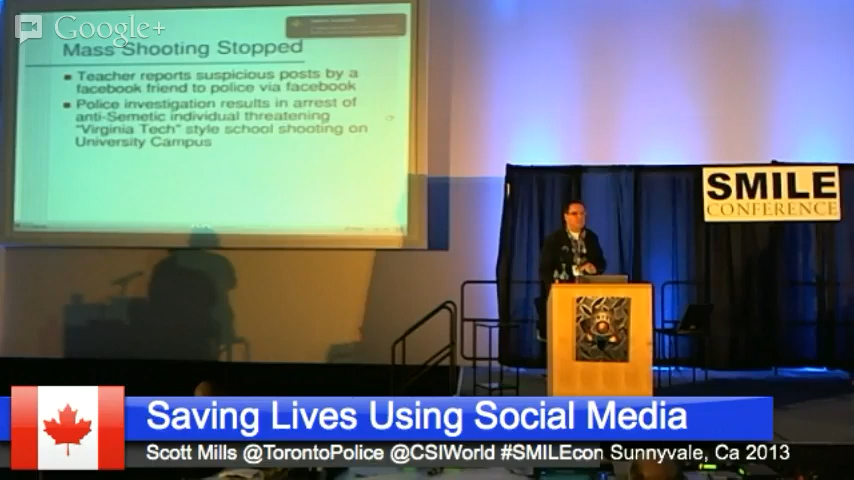 Google+
Mass Shooting Stopped
Teacher reports suspicious posts by a
facebook friend to police via facebook
Police investigation results in arrest of
anti-Semetic individual threatening
"Virginia Tech" style school shooting on
University Campus
SMILE
CONFERENCE
Saving Lives Using Social Media
Scott Mills @TorontoPolice @CSIWorld #SMILEcon Sunnyvale, Ca 2013